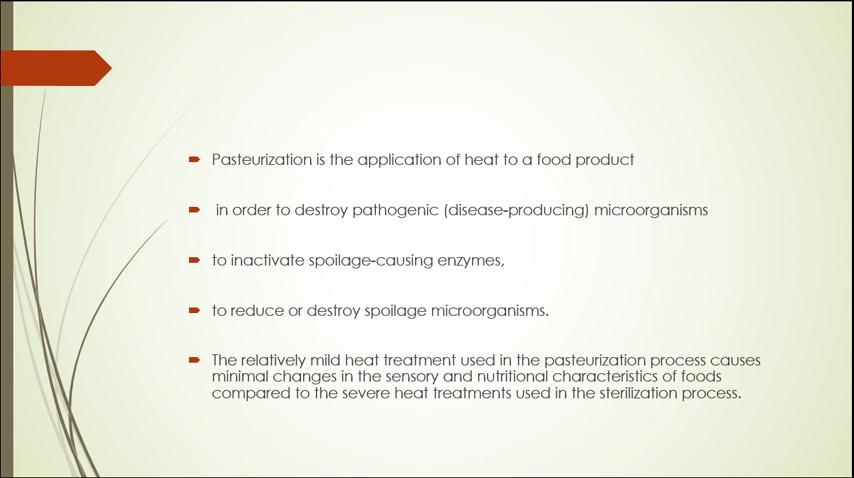 Pasteurization is the application of heat to a food product
in order to destroy pathogenic (disease-producing) microorganisms
to inactivate spoilage-causing enzymes,
to reduce or destroy spoilage microorganisms.
The relatively mild heat treatment used in the pasteurization process causes
minimal changes in the sensory and nutritional characteristics of foods
compared to the severe heat treatments used in the sterilization process.